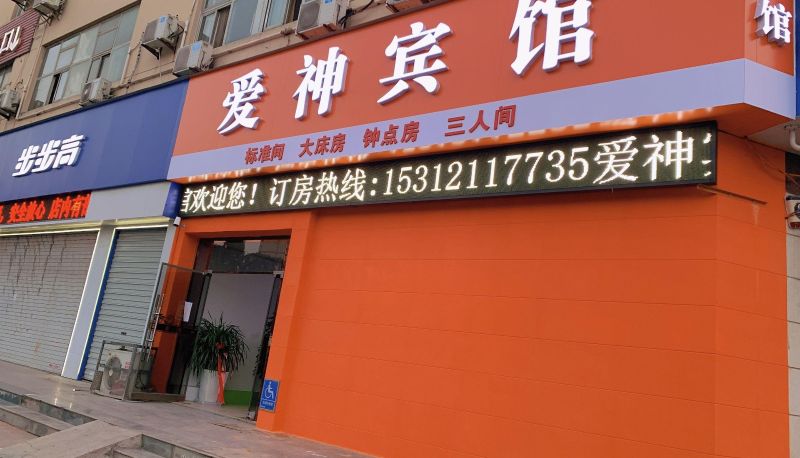 爱神宾馆
馆
标准间 大床房 钟点房 三人间
欢迎您！订房热线:15312117735爱神
步步高
安全放心 店内有